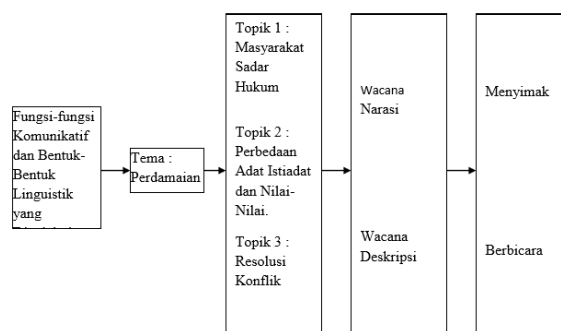 Fungsi-fungsi
Komunikatif
dan Bentuk-
Bentuk
Linguistik
yang
Tema :
Perdamaian
Topik 1 :
Masyarakat
Sadar
Hukum
Topik 2 :
Perbedaan
Adat Istiadat
dan Nilai-
Nilai.
Topik 3 :
Resolusi
Konflik
Wacana
Narasi
Wacana
Deskripsi
Menyimak
Berbicara